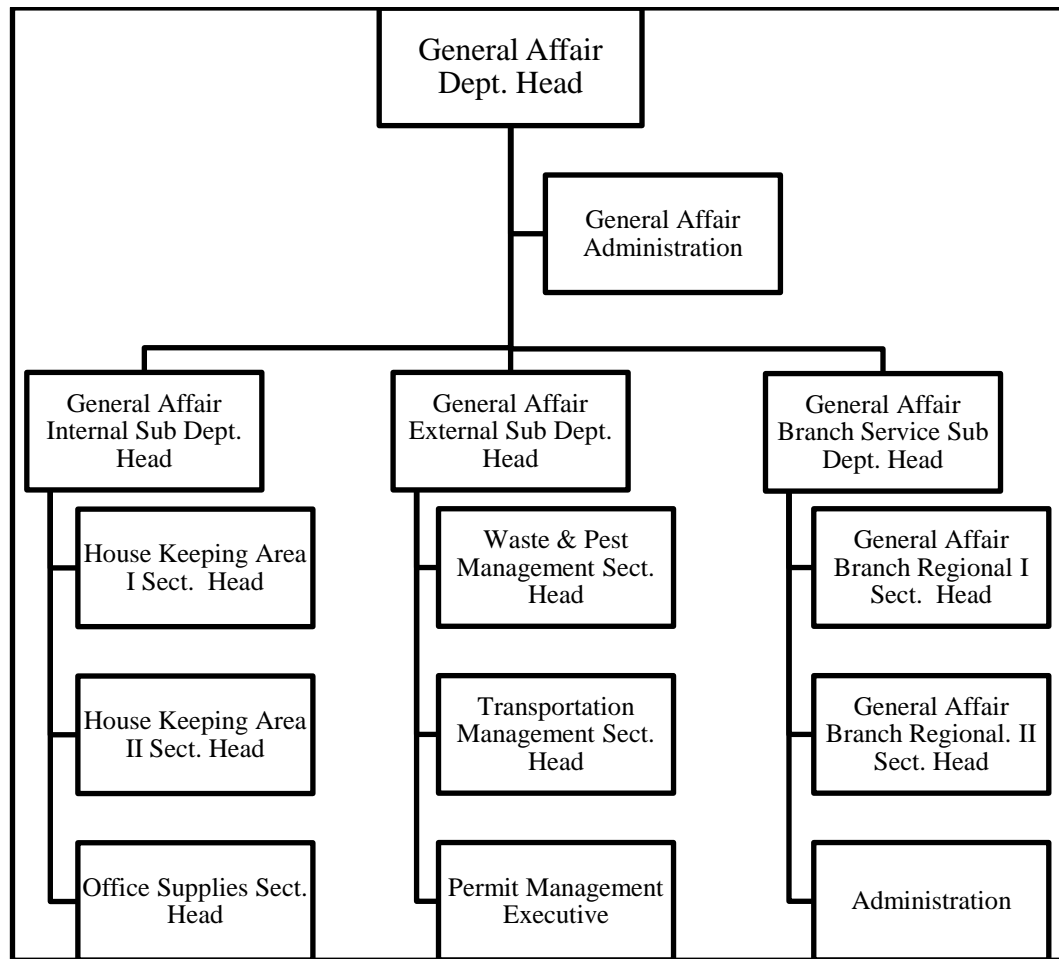 General Affair
Dept. Head
General Affair
Administration
General Affair
Internal Sub Dept.
Head
General Affair
External Sub Dept.
Head
General Affair
Branch Service Sub
Dept. Head
House Keeping Area
I Sect. Head
Waste & Pest
Management Sect.
Head
General Affair
Branch Regional I
Sect. Head
House Keeping Area
II Sect. Head
Transportation
Management Sect.
Head
General Affair
Branch Regional. II
Sect. Head
Office Supplies Sect.
Head
Permit Management
Executive
Administration